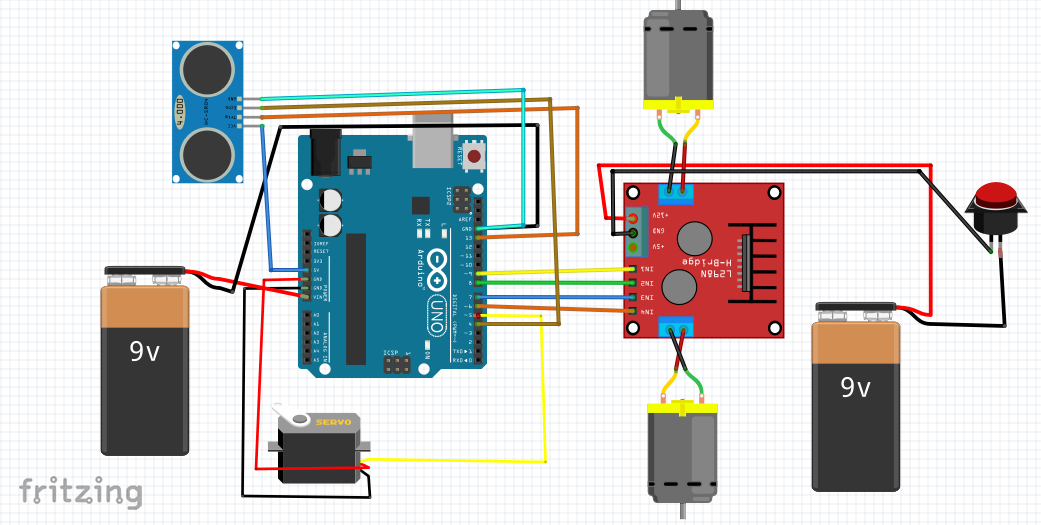 4.000
HC-SR04
GND
Echo
Trig
VCC
RESET
ICSP2
AREF
GND
13
12
~11
~10
~9
8
7
~6
~5
4
~3
2
TXD▶1
RXD◀0
L
TX
RX
Arduino
UNO
DIGITAL (PWM~)
IOREF
RESET
3V3
5V
GND
GND
VIN
POWER
A0
A1
A2
A3
A4
A5
ANALOG IN
ICSP
1
ON
+12V
GND
+5V
IN1
IN2
IN3
IN4
L298N
H-Bridge
9v
9v
SERVO
fritzing